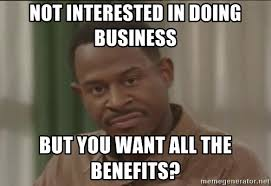 NOT INTERESTED IN DOING
BUSINESS
BUT YOU WANT ALL THE
BENEFITS?
memegenerator.net